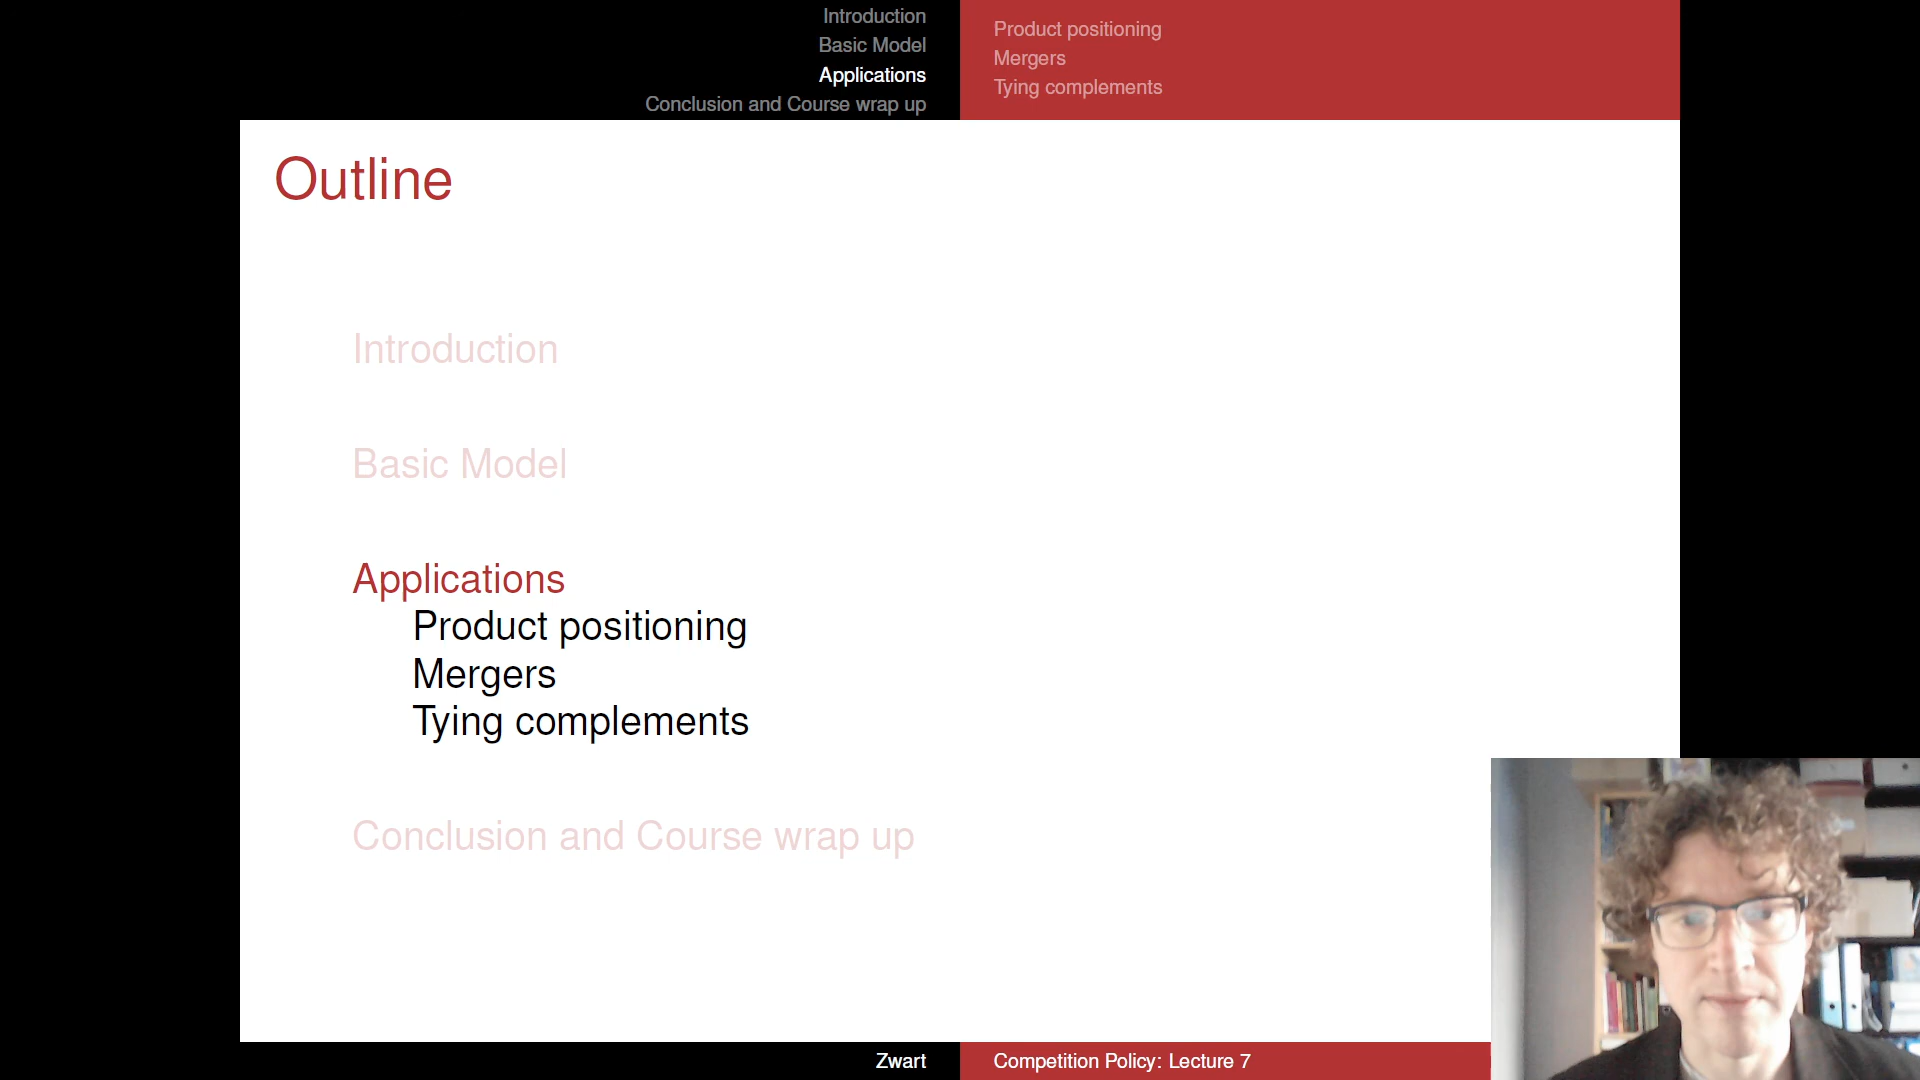 Introduction
Basic Model
Applications
Conclusion and Course wrap up
Product positioning
Mergers
Tying complements
Outline
Introduction
Basic Model
Applications
Product positioning
Mergers
Tying complements
Conclusion and Course wrap up
Zwart
Competition Policy: Lecture 7